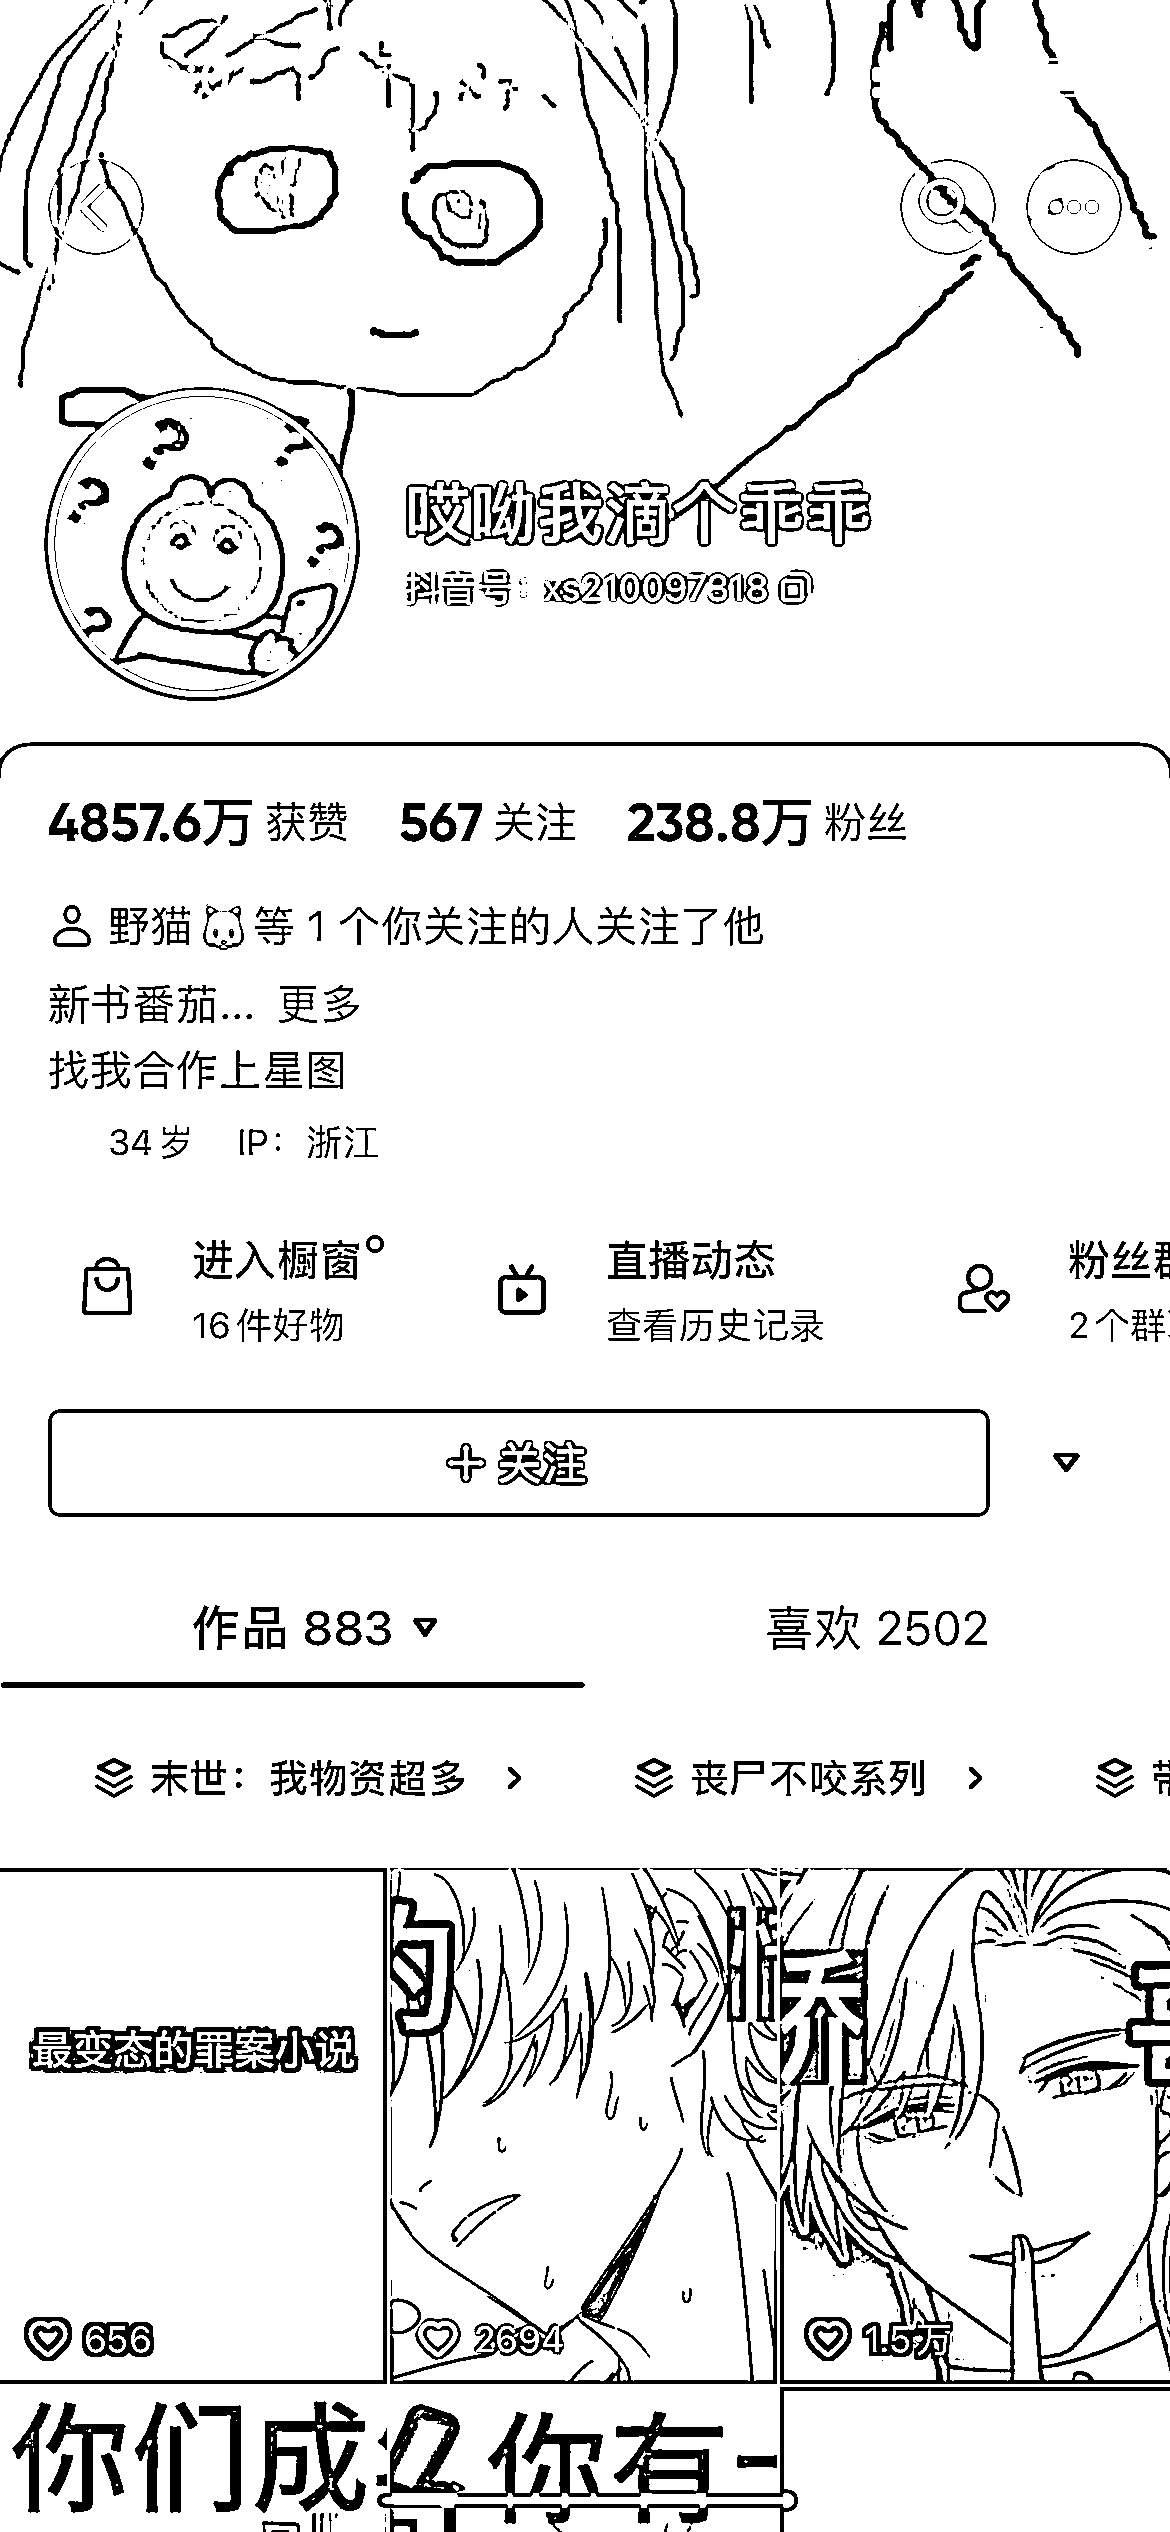 哎呦我滴个乖乖
抖音号：xs210097818
4857.6万 获赞 567 关注 238.8万 粉丝
野猫🐱等 1 个你关注的人关注了他
新书番茄... 更多
找我合作上星图
34岁 IP：浙江
进入橱窗 直播动态 粉丝群
16件好物 查看历史记录 2个群
+ 关注
作品 883 喜欢 2502
末世：我物资超多 丧尸不咬系列
最变态的罪案小说
乔
656 2694 1.5万
你们成 你有